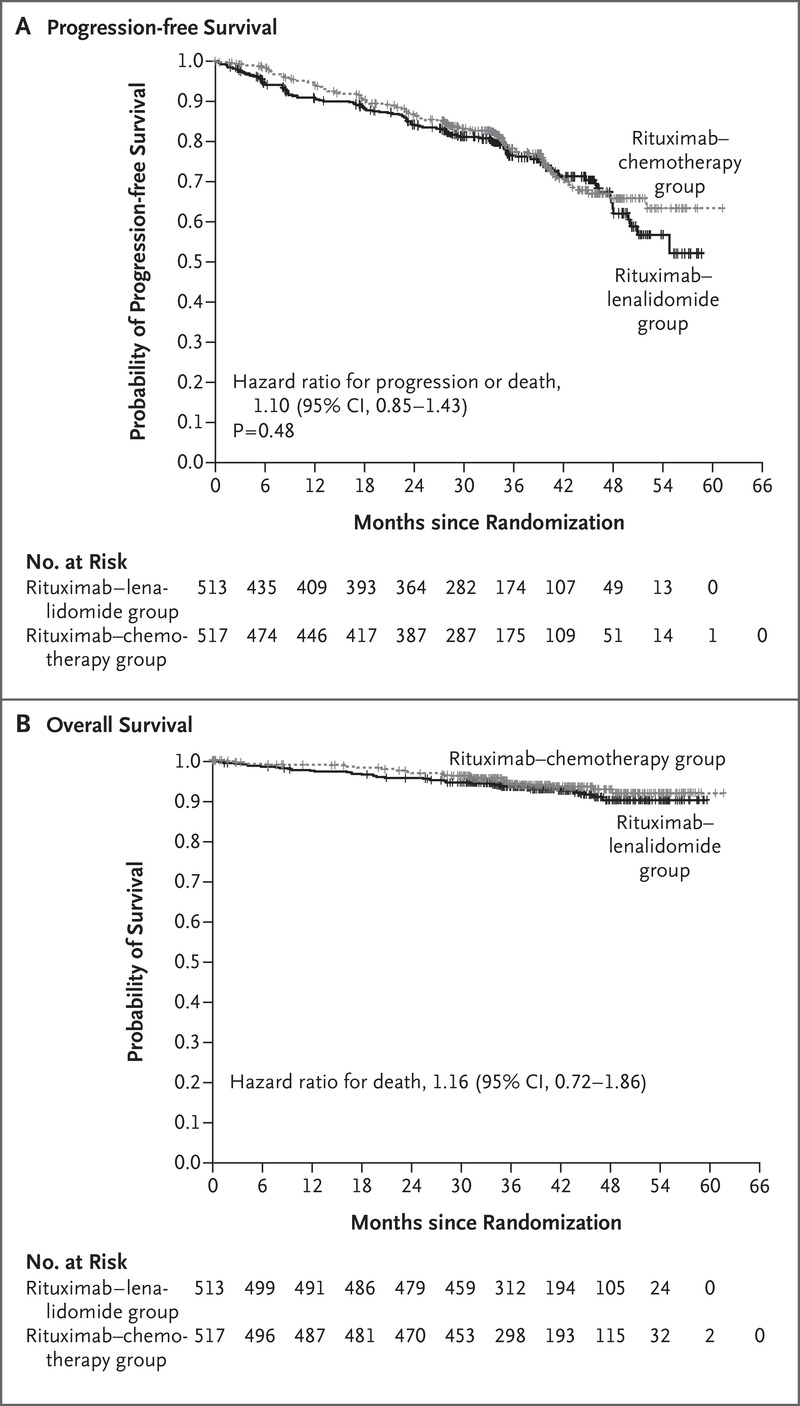 A Progression-free Survival
Probability of Progression-free Survival
1.0
0.9
0.8
0.7
0.6
0.5
0.4
0.3
0.2
0.1
0.0
Rituximab–
chemotherapy
group
Rituximab–
lenalidomide
group
Hazard ratio for progression or death,
1.10 (95% CI, 0.85–1.43)
P=0.48
0 6 12 18 24 30 36 42 48 54 60 66
Months since Randomization
No. at Risk
Rituximab–lena- 513 435 409 393 364 282 174 107 49 13 0
lidomide group
Rituximab–chemo- 517 474 446 417 387 287 175 109 51 14 1 0
therapy group
B Overall Survival
Probability of Survival
1.0
0.9
0.8
0.7
0.6
0.5
0.4
0.3
0.2
0.1
0.0
Rituximab–chemotherapy group
Rituximab–
lenalidomide
group
Hazard ratio for death, 1.16 (95% CI, 0.72–1.86)
0 6 12 18 24 30 36 42 48 54 60 66
Months since Randomization
No. at Risk
Rituximab–lena- 513 499 491 486 479 459 312 194 105 24 0
lidomide group
Rituximab–chemo- 517 496 487 481 470 453 298 193 115 32 2 0
therapy group